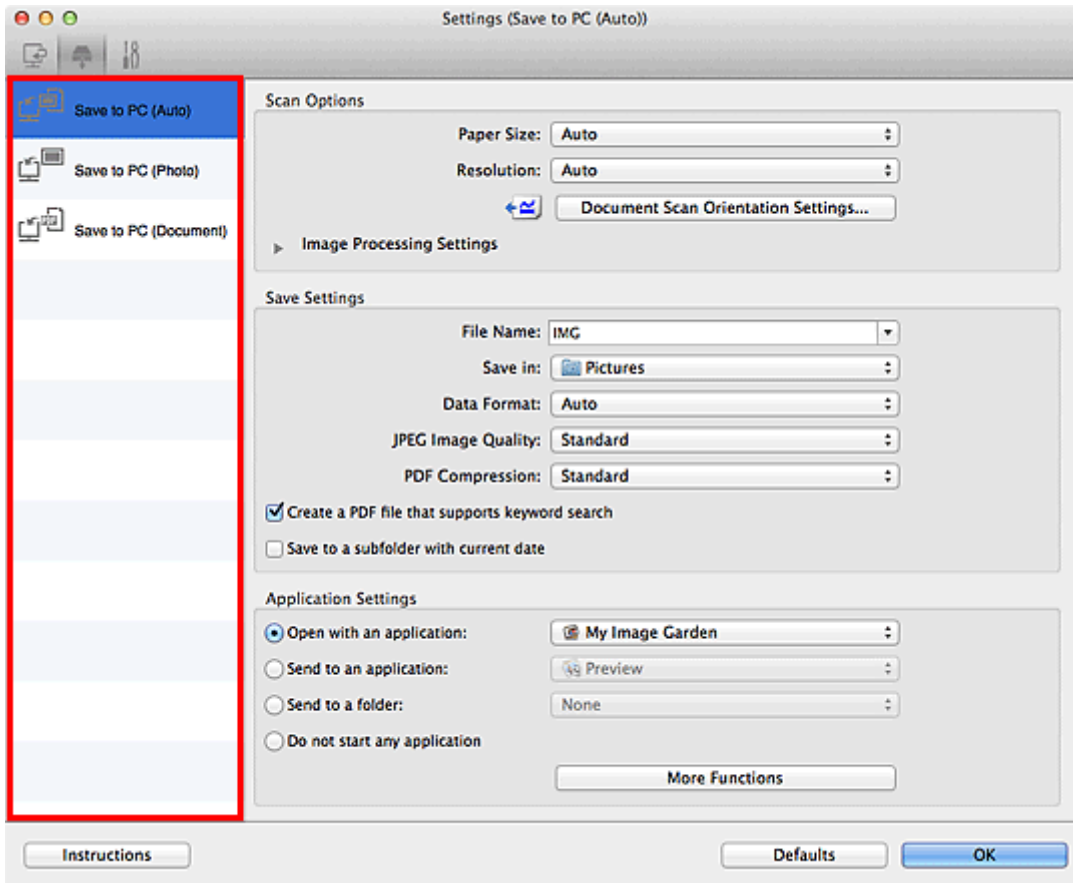 Settings (Save to PC (Auto))
Save to PC (Auto)
Save to PC (Photo)
Save to PC (Document)
Scan Options
Paper Size: Auto
Resolution: Auto
Document Scan Orientation Settings...
Image Processing Settings
Save Settings
File Name: IMG
Save in: Pictures
Data Format: Auto
JPEG Image Quality: Standard
PDF Compression: Standard
Create a PDF file that supports keyword search
Save to a subfolder with current date
Application Settings
Open with an application: My Image Garden
Send to an application: Preview
Send to a folder: None
Do not start any application
More Functions
Instructions Defaults OK